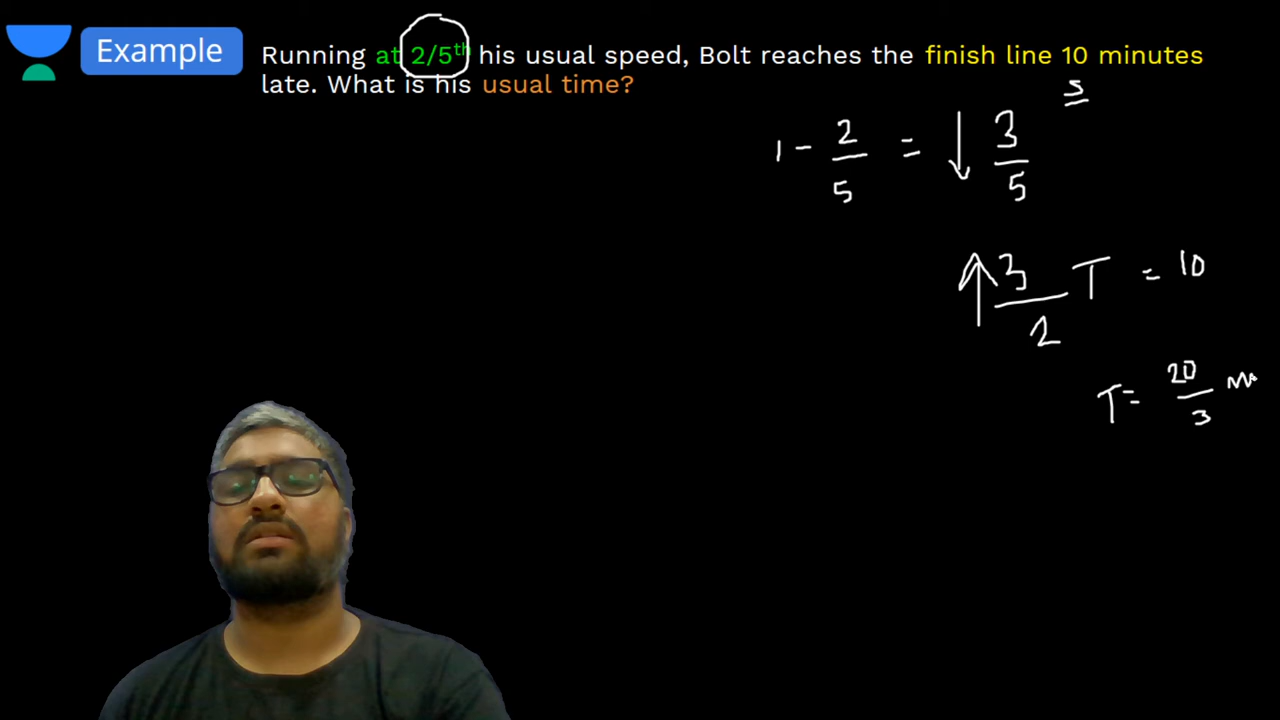 Example
Running at 2/5th his usual speed, Bolt reaches the finish line 10 minutes
late. What is his usual time?
1 - 2/5 = ↓ 3/5
↑ 3/2 T = 10
T = 20/3